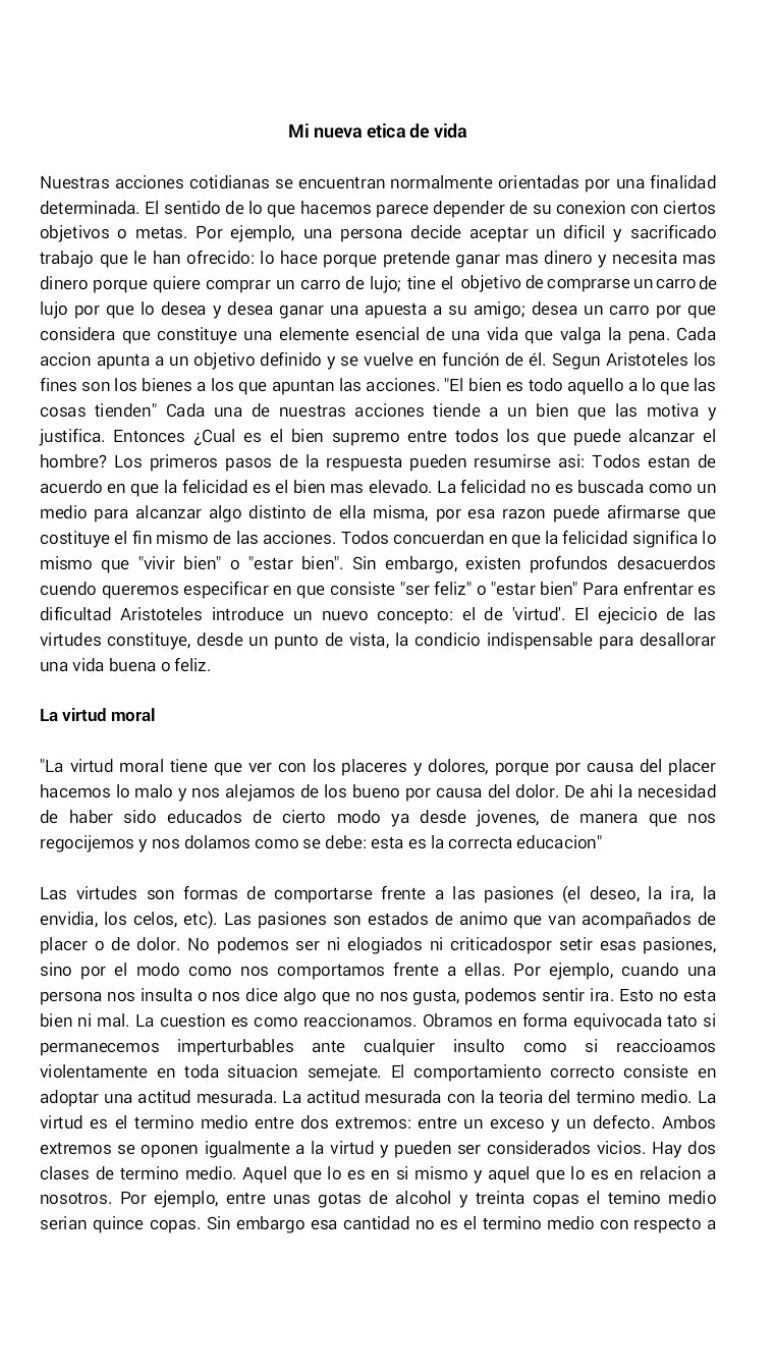 Mi nueva etica de vida
Nuestras acciones cotidianas se encuentran normalmente orientadas por una finalidad
determinada. El sentido de lo que hacemos parece depender de su conexion con ciertos
objetivos o metas. Por ejemplo, una persona decide aceptar un dificil y sacrificado
trabajo que le han ofrecido: lo hace porque pretende ganar mas dinero y necesita mas
dinero porque quiere comprar un carro de lujo; tine el objetivo de comprarse un carro de
lujo por que lo desea y desea ganar una apuesta a su amigo; desea un carro por que
considera que constituye una elemente esencial de una vida que valga la pena. Cada
accion apunta a un objetivo definido y se vuelve en función de él. Segun Aristoteles los
fines son los bienes a los que apuntan las acciones. "El bien es todo aquello a lo que las
cosas tienden" Cada una de nuestras acciones tiende a un bien que las motiva y
justifica. Entonces ¿Cual es el bien supremo entre todos los que puede alcanzar el
hombre? Los primeros pasos de la respuesta pueden resumirse asi: Todos estan de
acuerdo en que la felicidad es el bien mas elevado. La felicidad no es buscada como un
medio para alcanzar algo distinto de ella misma, por esa razon puede afirmarse que
costituye el fin mismo de las acciones. Todos concuerdan en que la felicidad significa lo
mismo que "vivir bien" o "estar bien". Sin embargo, existen profundos desacuerdos
cuendo queremos especificar en que consiste "ser feliz" o "estar bien" Para enfrentar es
dificultad Aristoteles introduce un nuevo concepto: el de 'virtud'. El ejecicio de las
virtudes constituye, desde un punto de vista, la condicio indispensable para desallorar
una vida buena o feliz.
La virtud moral
"La virtud moral tiene que ver con los placeres y dolores, porque por causa del placer
hacemos lo malo y nos alejamos de los bueno por causa del dolor. De ahi la necesidad
de haber sido educados de cierto modo ya desde jovenes, de manera que nos
regocijemos y nos dolamos como se debe: esta es la correcta educacion"
Las virtudes son formas de comportarse frente a las pasiones (el deseo, la ira, la
envidia, los celos, etc). Las pasiones son estados de animo que van acompañados de
placer o de dolor. No podemos ser ni elogiados ni criticadospor setir esas pasiones,
sino por el modo como nos comportamos frente a ellas. Por ejemplo, cuando una
persona nos insulta o nos dice algo que no nos gusta, podemos sentir ira. Esto no esta
bien ni mal. La cuestion es como reaccionamos. Obramos en forma equivocada tato si
permanecemos imperturbables ante cualquier insulto como si reaccioamos
violentamente en toda situacion semejate. El comportamiento correcto consiste en
adoptar una actitud mesurada. La actitud mesurada con la teoria del termino medio. La
virtud es el termino medio entre dos extremos: entre un exceso y un defecto. Ambos
extremos se oponen igualmente a la virtud y pueden ser considerados vicios. Hay dos
clases de termino medio. Aquel que lo es en si mismo y aquel que lo es en relacion a
nosotros. Por ejemplo, entre unas gotas de alcohol y treinta copas el temino medio
serian quince copas. Sin embargo esa cantidad no es el termino medio con respecto a